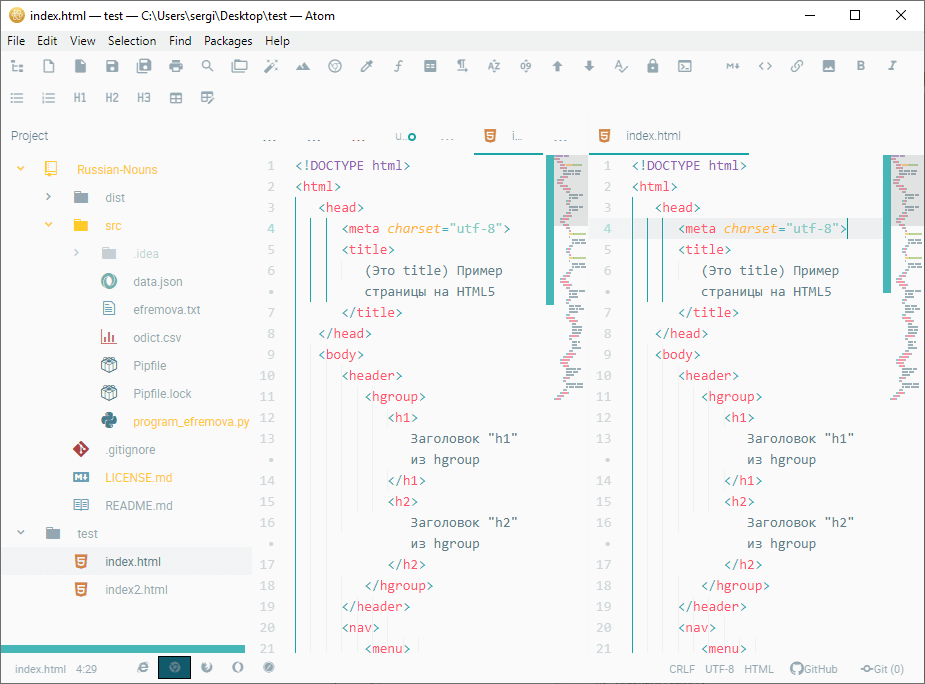 index.html — test — C:\Users\sergi\Desktop\test — Atom
File Edit View Selection Find Packages Help
H1 H2 H3
Project
u... i... index.html
Russian-Nouns
dist
src
.idea
data.json
efremova.txt
odict.csv
Pipfile
Pipfile.lock
program_efremova.py
.gitignore
LICENSE.md
README.md
test
index.html
index2.html
1 <!DOCTYPE html>
2 <html>
3 <head>
4 <meta charset="utf-8">
5 <title>
6 (Это title) Пример
• страницы на HTML5
7 </title>
8 </head>
9 <body>
10 <header>
11 <hgroup>
12 <h1>
13 Заголовок "h1"
• из hgroup
14 </h1>
15 <h2>
16 Заголовок "h2"
• из hgroup
17 </h2>
18 </hgroup>
19 </header>
20 <nav>
21 <menu>
1 <!DOCTYPE html>
2 <html>
3 <head>
4 <meta charset="utf-8">
5 <title>
6 (Это title) Пример
• страницы на HTML5
7 </title>
8 </head>
9 <body>
10 <header>
11 <hgroup>
12 <h1>
13 Заголовок "h1"
• из hgroup
14 </h1>
15 <h2>
16 Заголовок "h2"
• из hgroup
17 </h2>
18 </hgroup>
19 </header>
20 <nav>
21 <menu>
index.html 4:29 CRLF UTF-8 HTML GitHub Git (0)